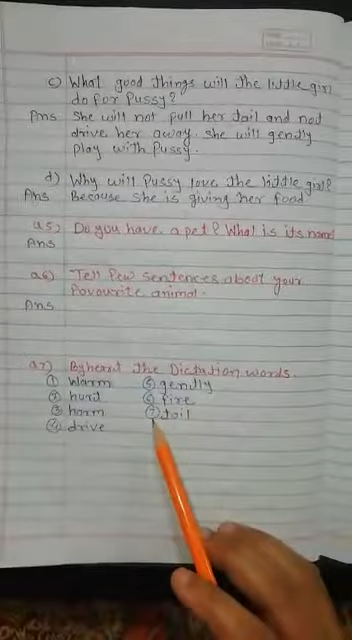 c) What good things will the little girl
do for Pussy?
Ans She will not pull her tail and not
drive her away. she will gently
play with Pussy.
d) Why will Pussy love the little girl?
Ans Because she is giving her food
Q5) Do you have a pet? What is its name
Ans
Q6) Tell few sentences about your
Favourite animal.
Ans
Q7) Byheart the Dictation words.
① warm ⑤ gently
② hurt ⑥ fire
③ harm ⑦ tail
④ drive